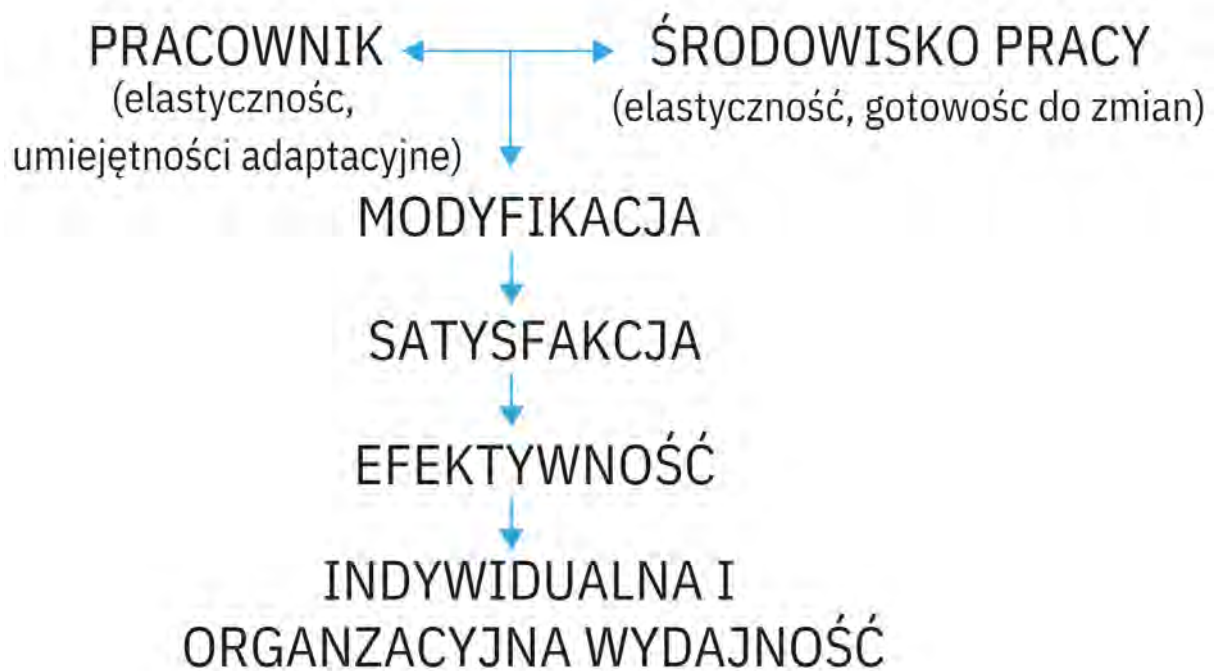 PRACOWNIK
(elastycznośc,
umiejętności adaptacyjne)
ŚRODOWISKO PRACY
(elastyczność, gotowośc do zmian)
MODYFIKACJA
SATYSFAKCJA
EFEKTYWNOŚĆ
INDYWIDUALNA I
ORGANZACYJNA WYDAJNOŚĆ